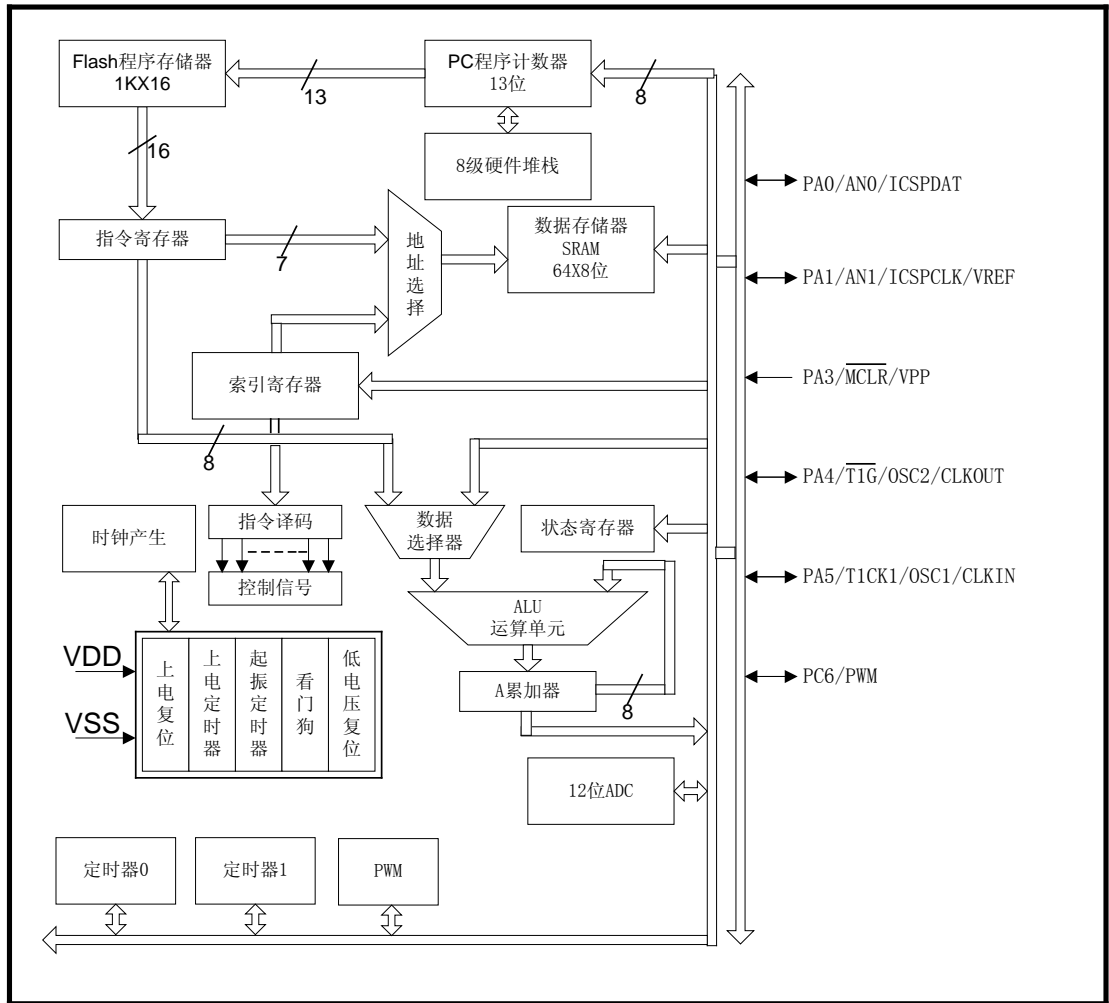 Flash程序存储器
1KX16
13
PC程序计数器
13位
8
16
8级硬件堆栈
PA0/AN0/ICSPDAT
指令寄存器
7
地址选择
数据存储器
SRAM
64X8位
PA1/AN1/ICSPCLK/VREF
索引寄存器
PA3/MCLR/VPP
8
PA4/T1G/OSC2/CLKOUT
时钟产生
指令译码
数据
选择器
状态寄存器
控制信号
PA5/T1CK1/OSC1/CLKIN
ALU
运算单元
VDD
VSS
上电复位
上电定时器
起振定时器
看门狗
低电压复位
A累加器
8
PC6/PWM
12位ADC
定时器0
定时器1
PWM